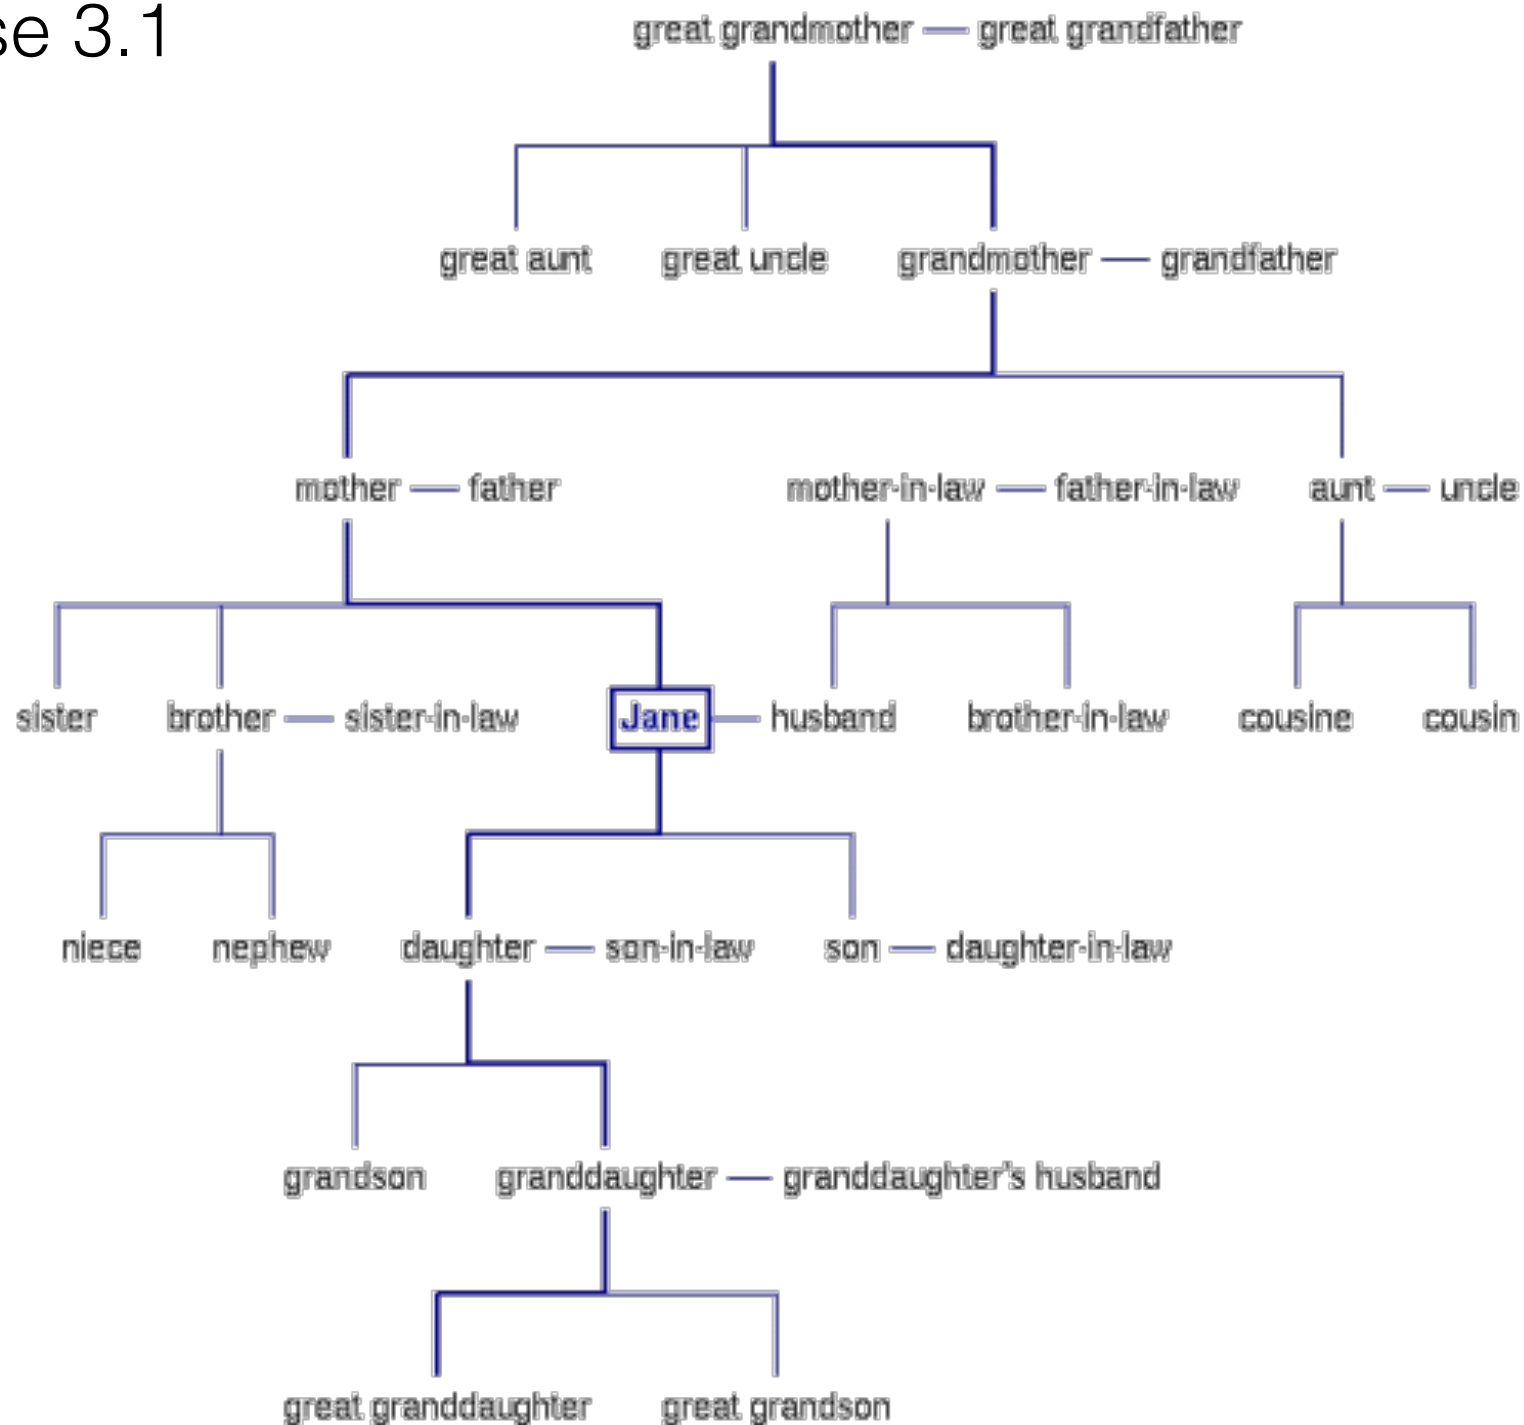 se 3.1
great grandmother great grandfather
great aunt great uncle grandmother grandfather
mother father mother-in-law father-in-law aunt uncle
sister brother sister-in-law Jane husband brother-in-law cousine cousin
niece nephew daughter son-in-law son daughter-in-law
grandson granddaughter granddaughter's husband
great granddaughter great grandson